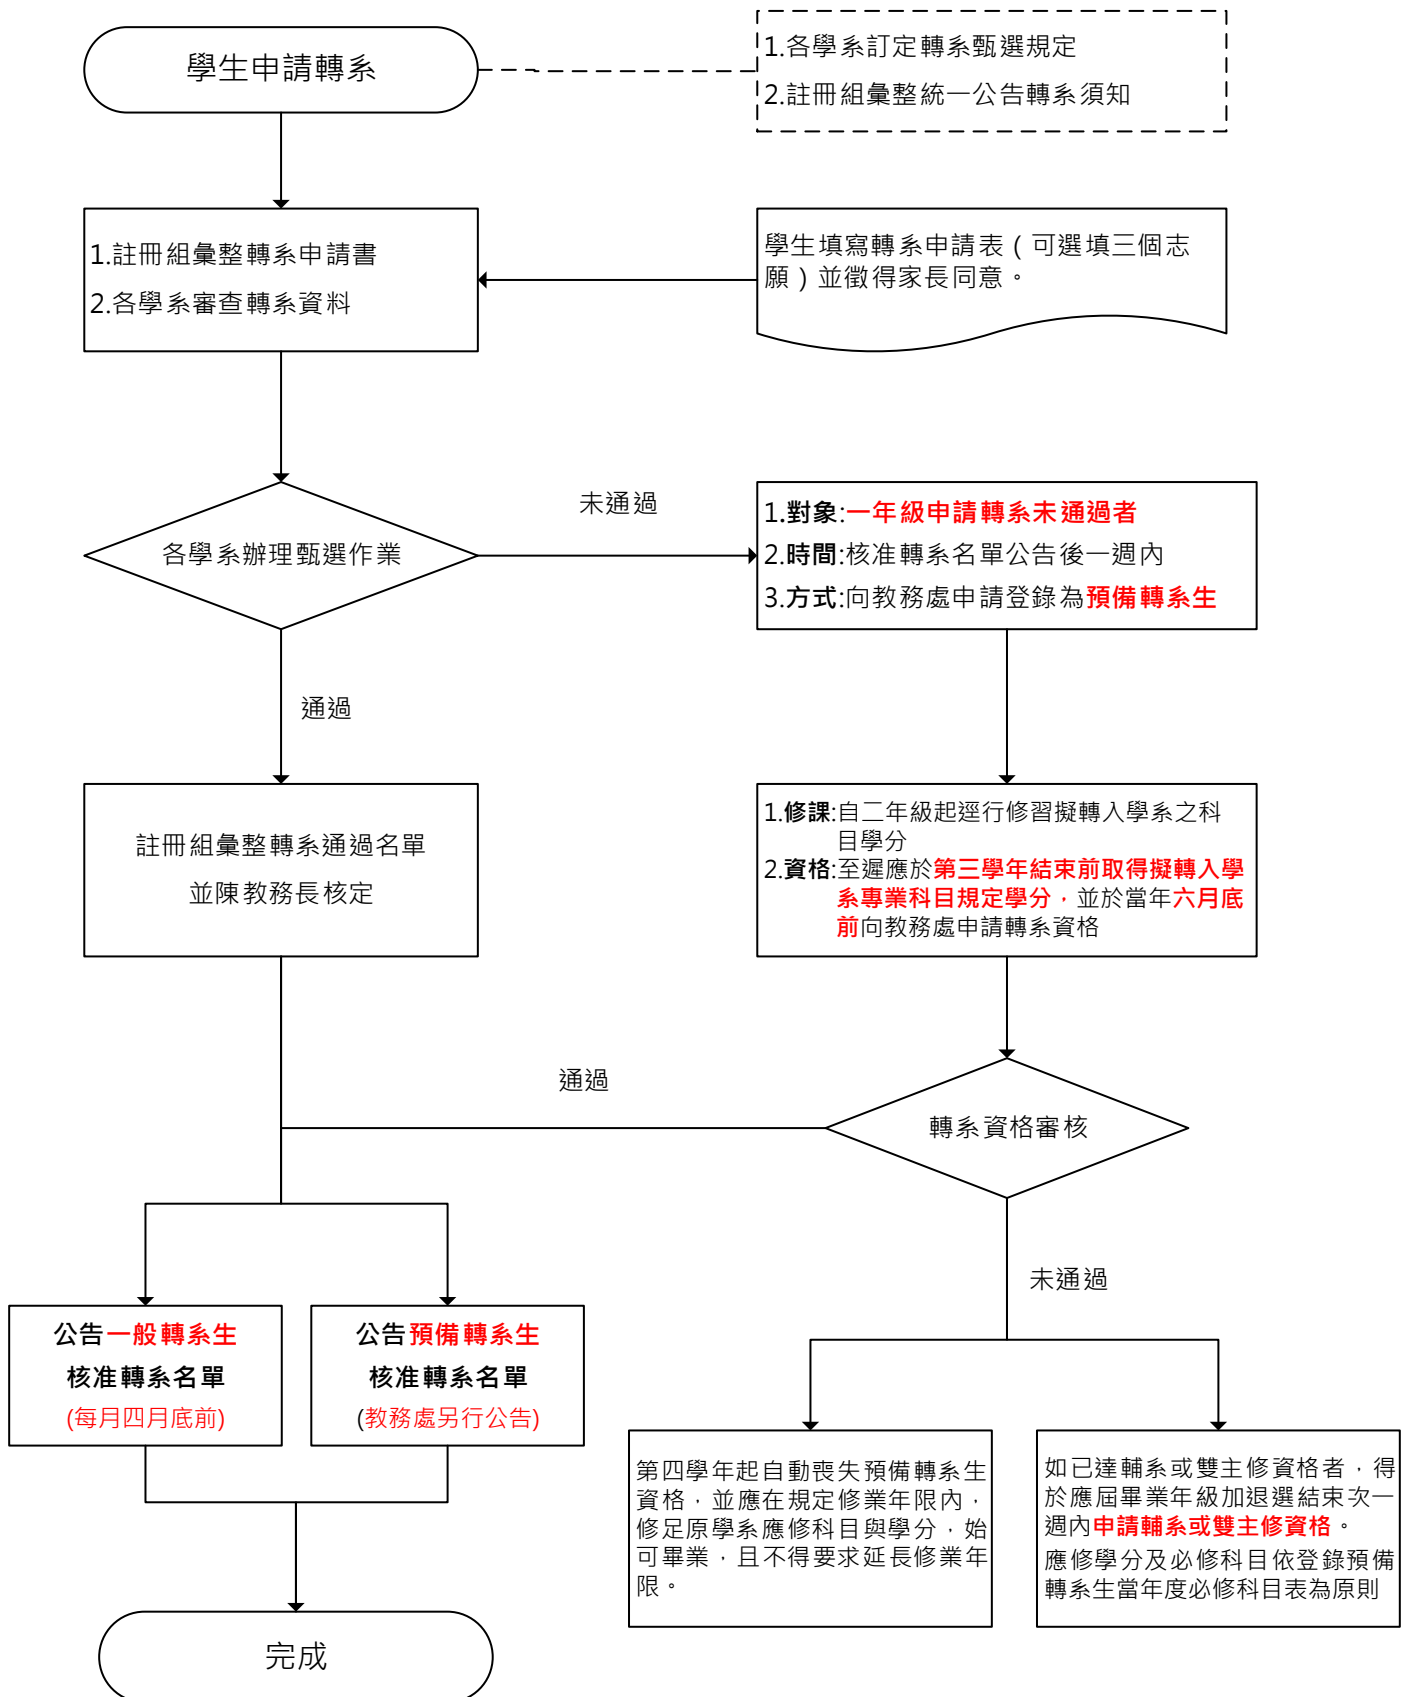 學生申請轉系
1.各學系訂定轉系甄選規定
2.註冊組彙整統一公告轉系須知
1.註冊組彙整轉系申請書
2.各學系審查轉系資料
學生填寫轉系申請表（可選填三個志
願）並徵得家長同意。
各學系辦理甄選作業
未通過
1.對象:一年級申請轉系未通過者
2.時間:核准轉系名單公告後一週內
3.方式:向教務處申請登錄為預備轉系生
通過
註冊組彙整轉系通過名單
並陳教務長核定
1.修課:自二年級起逕行修習擬轉入學系之科
目學分
2.資格:至遲應於第三學年結束前取得擬轉入學
系專業科目規定學分，並於當年六月底
前向教務處申請轉系資格
通過
轉系資格審核
未通過
公告一般轉系生
核准轉系名單
(每月四月底前)
公告預備轉系生
核准轉系名單
(教務處另行公告)
第四學年起自動喪失預備轉系生
資格，並應在規定修業年限內，
修足原學系應修科目與學分，始
可畢業，且不得要求延長修業年
限。
如已達輔系或雙主修資格者，得
於應屆畢業年級加退選結束次一
週內申請輔系或雙主修資格。
應修學分及必修科目依登錄預備
轉系生當年度必修科目表為原則
完成